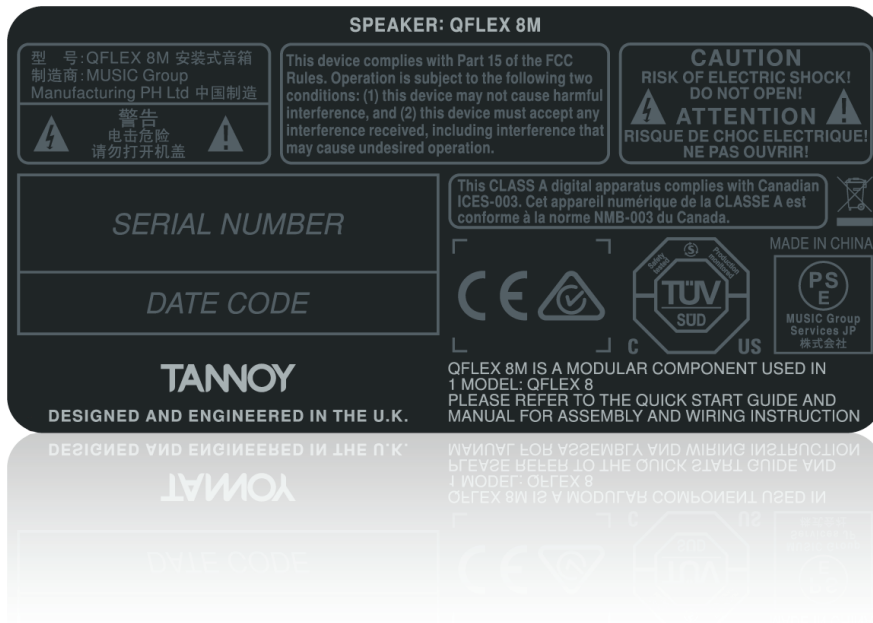 SPEAKER: QFLEX 8M
型 号:QFLEX 8M 安装式音箱
制造商:MUSIC Group
Manufacturing PH Ltd 中国制造
警告
电击危险
请勿打开机盖
This device complies with Part 15 of the FCC
Rules. Operation is subject to the following two
conditions: (1) this device may not cause harmful
interference, and (2) this device must accept any
interference received, including interference that
may cause undesired operation.
CAUTION
RISK OF ELECTRIC SHOCK!
DO NOT OPEN!
ATTENTION
RISQUE DE CHOC ELECTRIQUE!
NE PAS OUVRIR!
SERIAL NUMBER
DATE CODE
This CLASS A digital apparatus complies with Canadian
ICES-003. Cet appareil numérique de la CLASSE A est
conforme à la norme NMB-003 du Canada.
CE
Safety tested
S
Production monitored
TÜV
SÜD
C US
MADE IN CHINA
PS
E
MUSIC Group
Services JP
株式会社
TANNOY
DESIGNED AND ENGINEERED IN THE U.K.
QFLEX 8M IS A MODULAR COMPONENT USED IN
1 MODEL: QFLEX 8
PLEASE REFER TO THE QUICK START GUIDE AND
MANUAL FOR ASSEMBLY AND WIRING INSTRUCTION